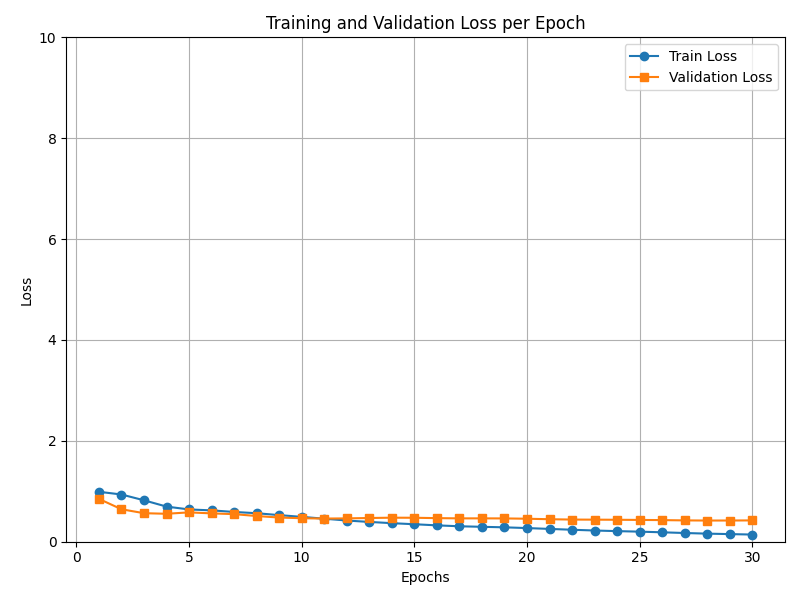 Training and Validation Loss per Epoch
Train Loss
Validation Loss
Loss
10
8
6
4
2
0
0 5 10 15 20 25 30
Epochs